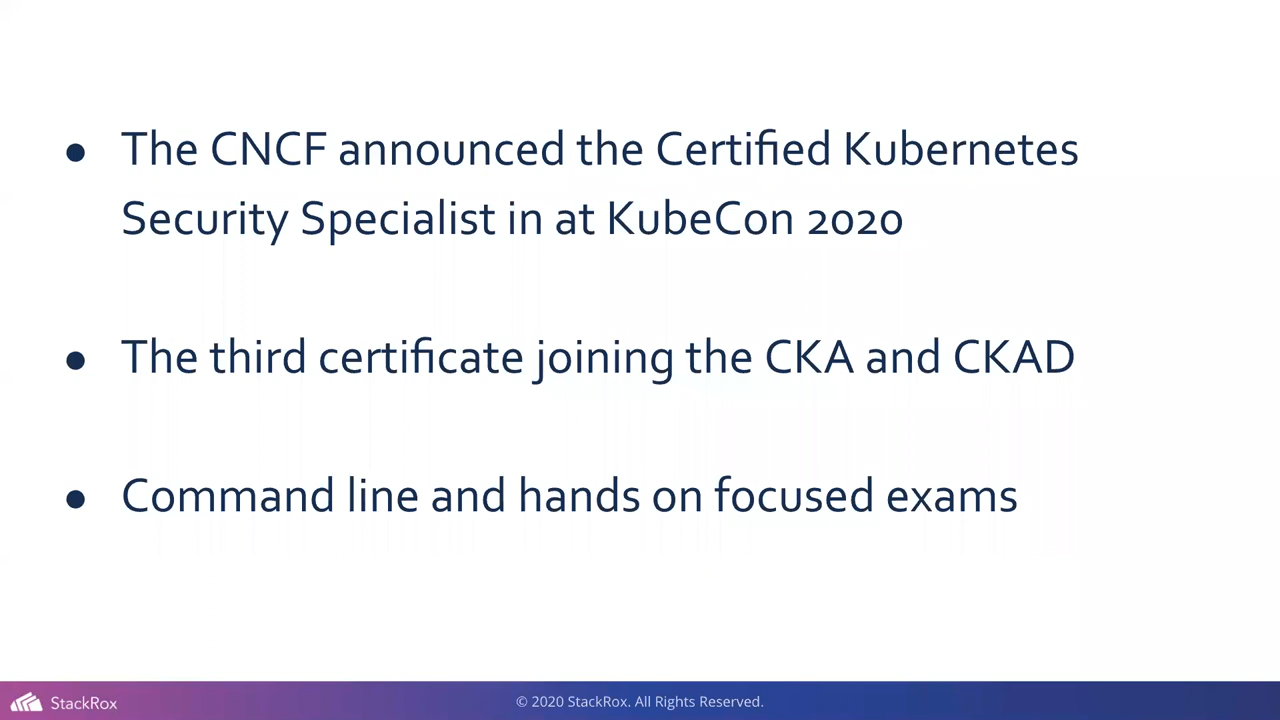 ● The CNCF announced the Certified Kubernetes
Security Specialist in at KubeCon 2020
● The third certificate joining the CKA and CKAD
● Command line and hands on focused exams
StackRox
© 2020 StackRox. All Rights Reserved.